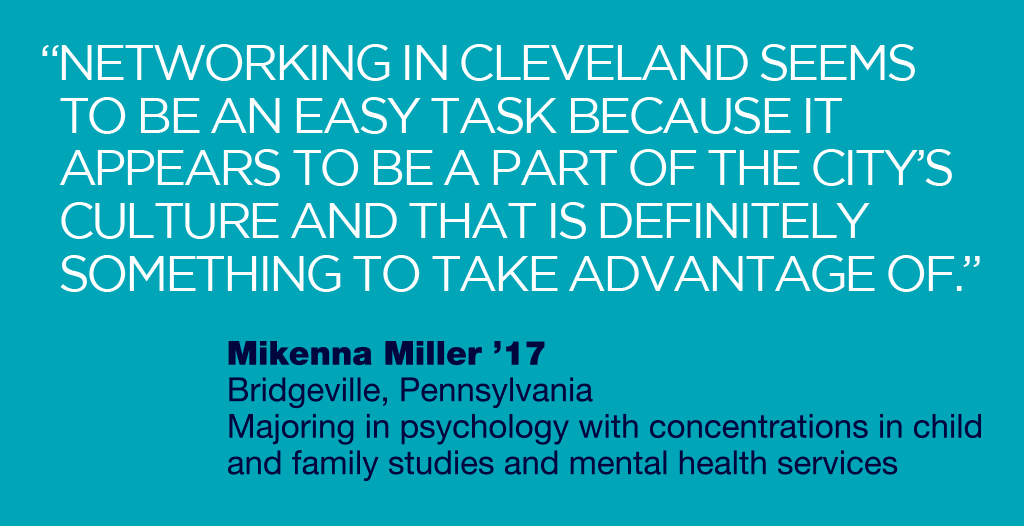 “NETWORKING IN CLEVELAND SEEMS
TO BE AN EASY TASK BECAUSE IT
APPEARS TO BE A PART OF THE CITY’S
CULTURE AND THAT IS DEFINITELY
SOMETHING TO TAKE ADVANTAGE OF.”
Mikenna Miller ’17
Bridgeville, Pennsylvania
Majoring in psychology with concentrations in child
and family studies and mental health services